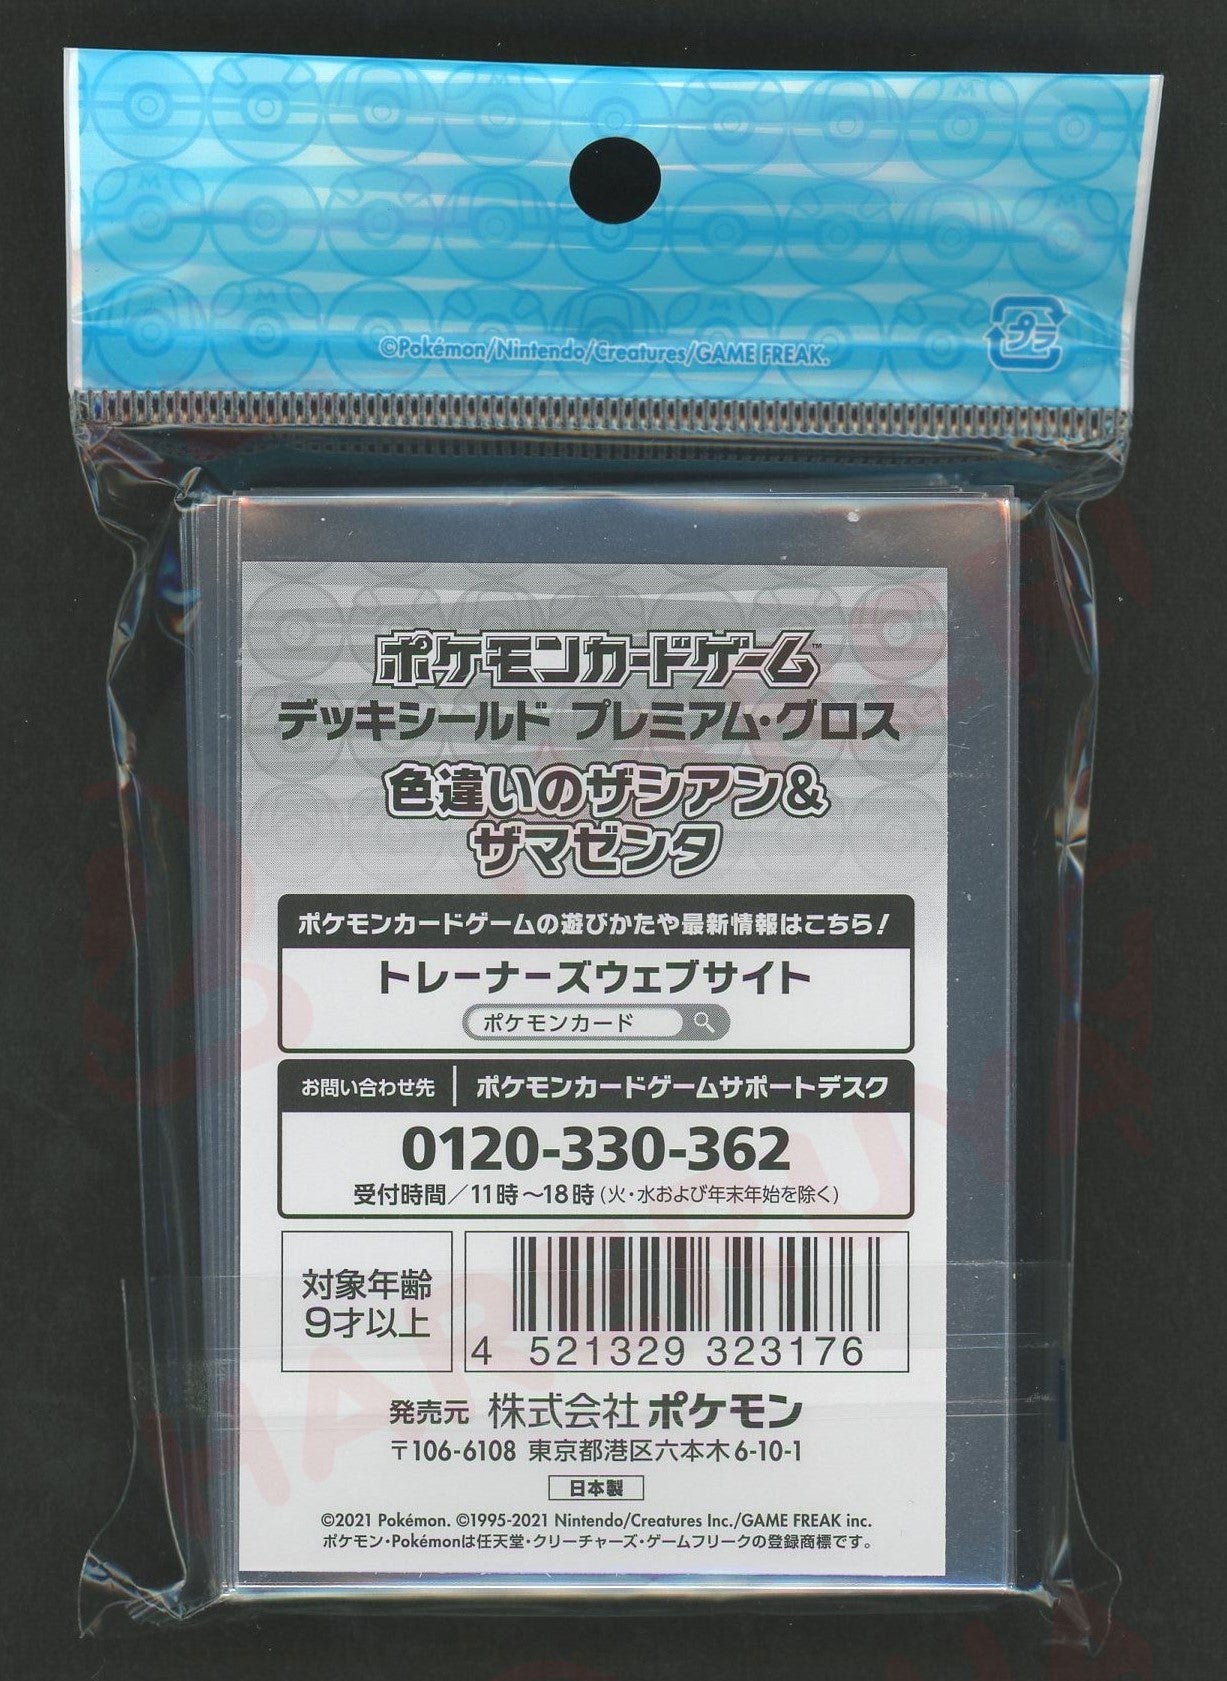 ©Pokémon/Nintendo/Creatures/GAME FREAK.
プラ
ポケモンカードゲーム™
デッキシールド プレミアム・グロス
色違いのザシアン&
ザマゼンタ
ポケモンカードゲームの遊びかたや最新情報はこちら!
トレーナーズウェブサイト
ポケモンカード
お問い合わせ先 ポケモンカードゲームサポートデスク
0120-330-362
受付時間/11時～18時(火・水および年末年始を除く)
対象年齢
9才以上
4 521329 323176
発売元 株式会社ポケモン
〒106-6108 東京都港区六本木6-10-1
日本製
©2021 Pokémon. ©1995-2021 Nintendo/Creatures Inc./GAME FREAK inc.
ポケモン・Pokémonは任天堂・クリーチャーズ・ゲームフリークの登録商標です。